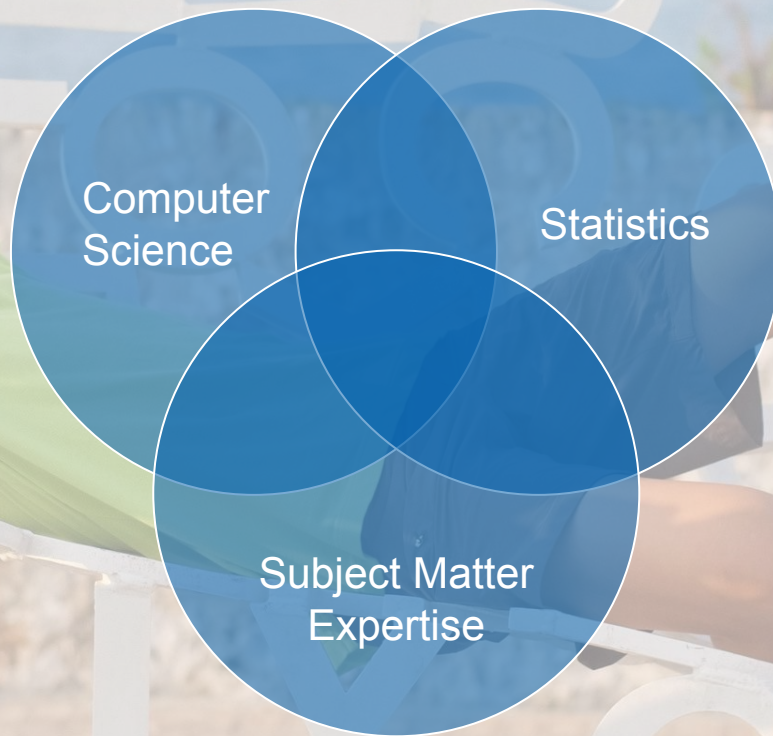 Computer
Science
Statistics
Subject Matter
Expertise